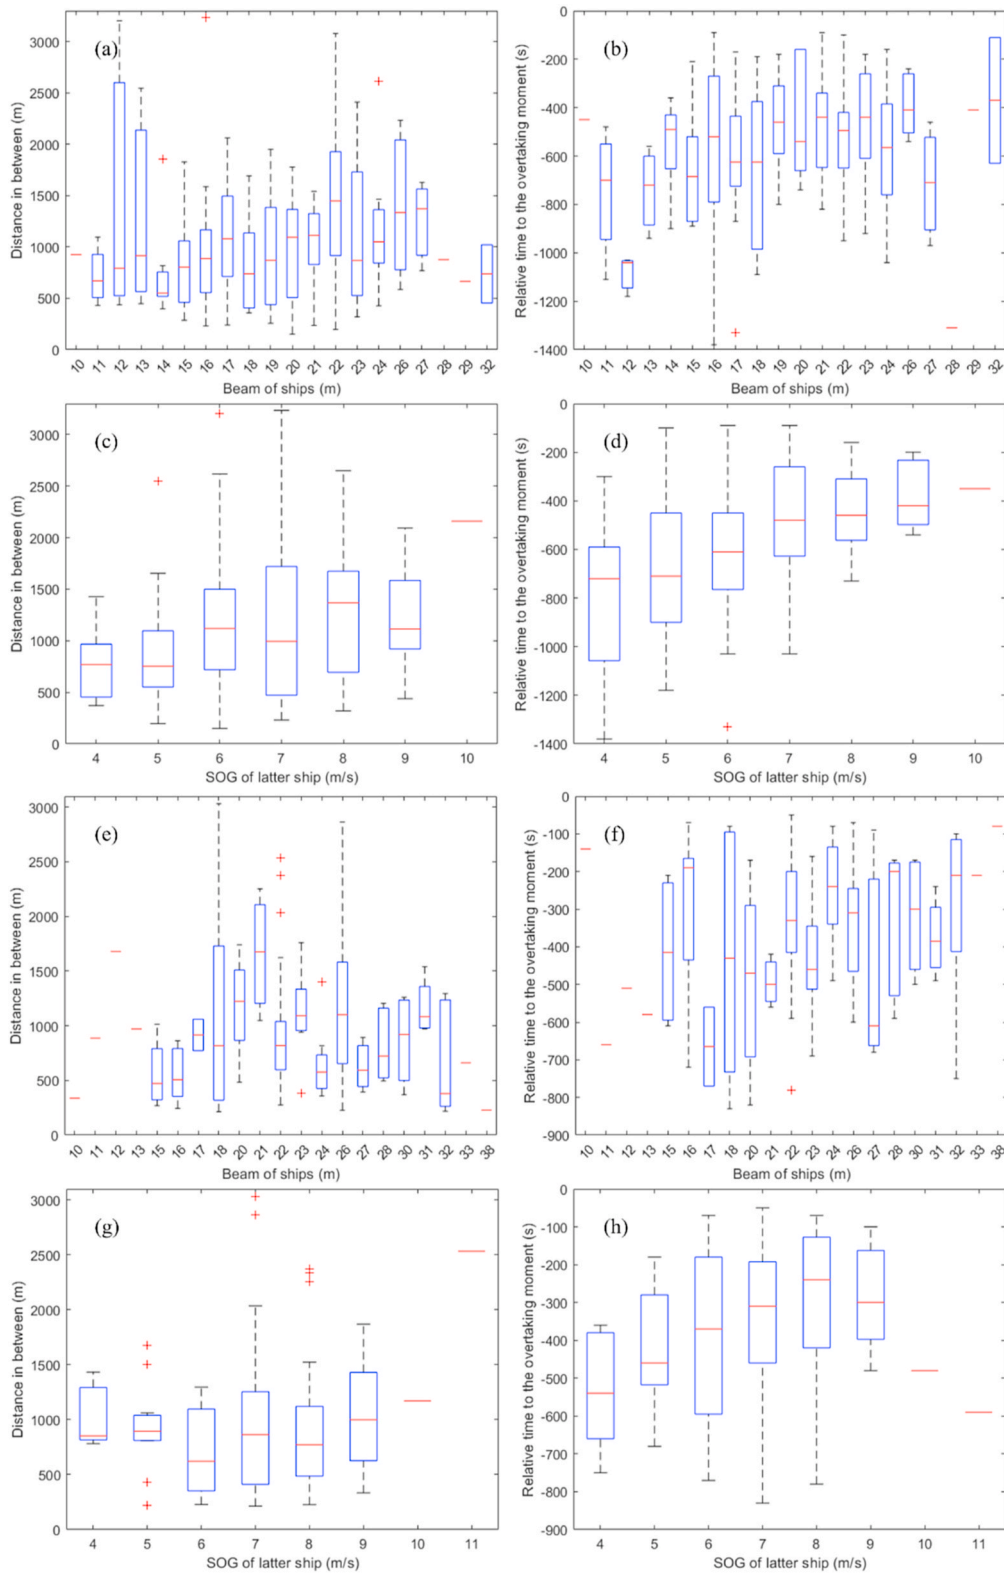 (a)
Distance in between (m)
3000
2500
2000
1500
1000
500
0
10 11 12 13 14 15 16 17 18 19 20 21 22 23 24 26 27 28 29 32
Beam of ships (m)
(b)
Relative time to the overtaking moment (s)
0
-200
-400
-600
-800
-1000
-1200
-1400
10 11 12 13 14 15 16 17 18 19 20 21 22 23 24 26 27 28 29 32
Beam of ships (m)
(c)
Distance in between (m)
3000
2500
2000
1500
1000
500
0
4 5 6 7 8 9 10
SOG of latter ship (m/s)
(d)
Relative time to the overtaking moment (s)
0
-200
-400
-600
-800
-1000
-1200
-1400
4 5 6 7 8 9 10
SOG of latter ship (m/s)
(e)
Distance in between (m)
3000
2500
2000
1500
1000
500
0
10 11 12 13 15 16 17 18 20 21 22 23 24 26 27 28 30 31 32 33 38
Beam of ships (m)
(f)
Relative time to the overtaking moment (s)
0
-100
-200
-300
-400
-500
-600
-700
-800
-900
10 11 12 13 15 16 17 18 20 21 22 23 24 26 27 28 30 31 32 33 38
Beam of ships (m)
(g)
Distance in between (m)
3000
2500
2000
1500
1000
500
0
4 5 6 7 8 9 10 11
SOG of latter ship (m/s)
(h)
Relative time to the overtaking moment (s)
0
-100
-200
-300
-400
-500
-600
-700
-800
-900
4 5 6 7 8 9 10 11
SOG of latter ship (m/s)